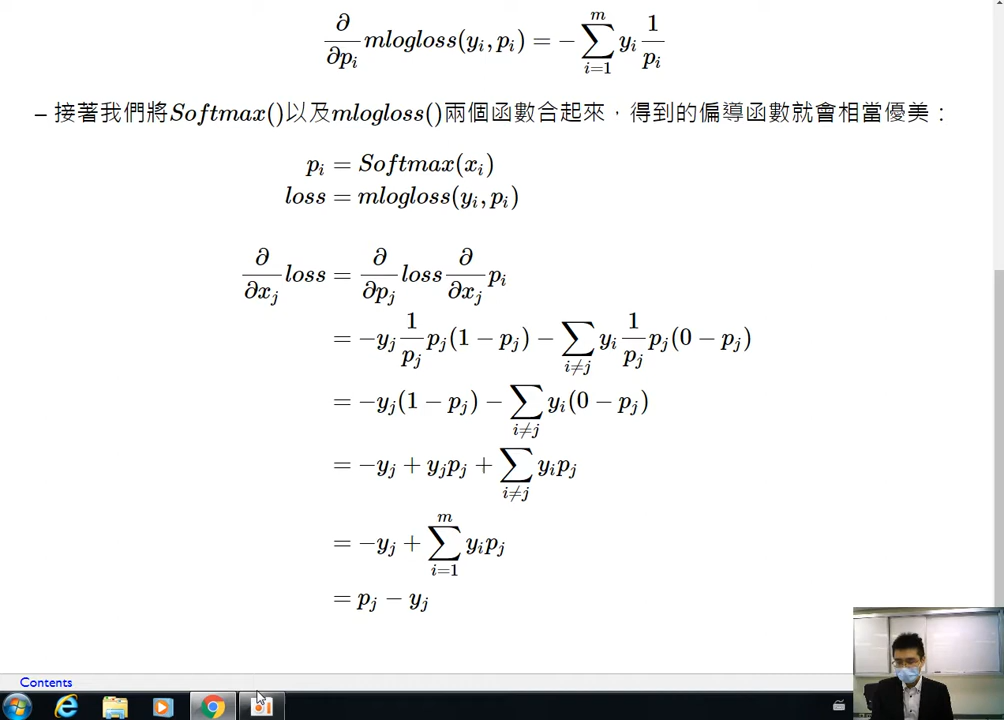 ∂/∂p_i mlogloss(y_i, p_i) = − ∑_{i=1}^{m} y_i 1/p_i
– 接著我們將Softmax()以及mlogloss()兩個函數合起來，得到的偏導函數就會相當優美：
p_i = Softmax(x_i)
loss = mlogloss(y_i, p_i)
∂/∂x_j loss = ∂/∂p_j loss ∂/∂x_j p_i
= −y_j 1/p_j p_j(1 − p_j) − ∑_{i≠j} y_i 1/p_j p_j(0 − p_j)
= −y_j(1 − p_j) − ∑_{i≠j} y_i(0 − p_j)
= −y_j + y_j p_j + ∑_{i≠j} y_i p_j
= −y_j + ∑_{i=1}^{m} y_i p_j
= p_j − y_j
Contents